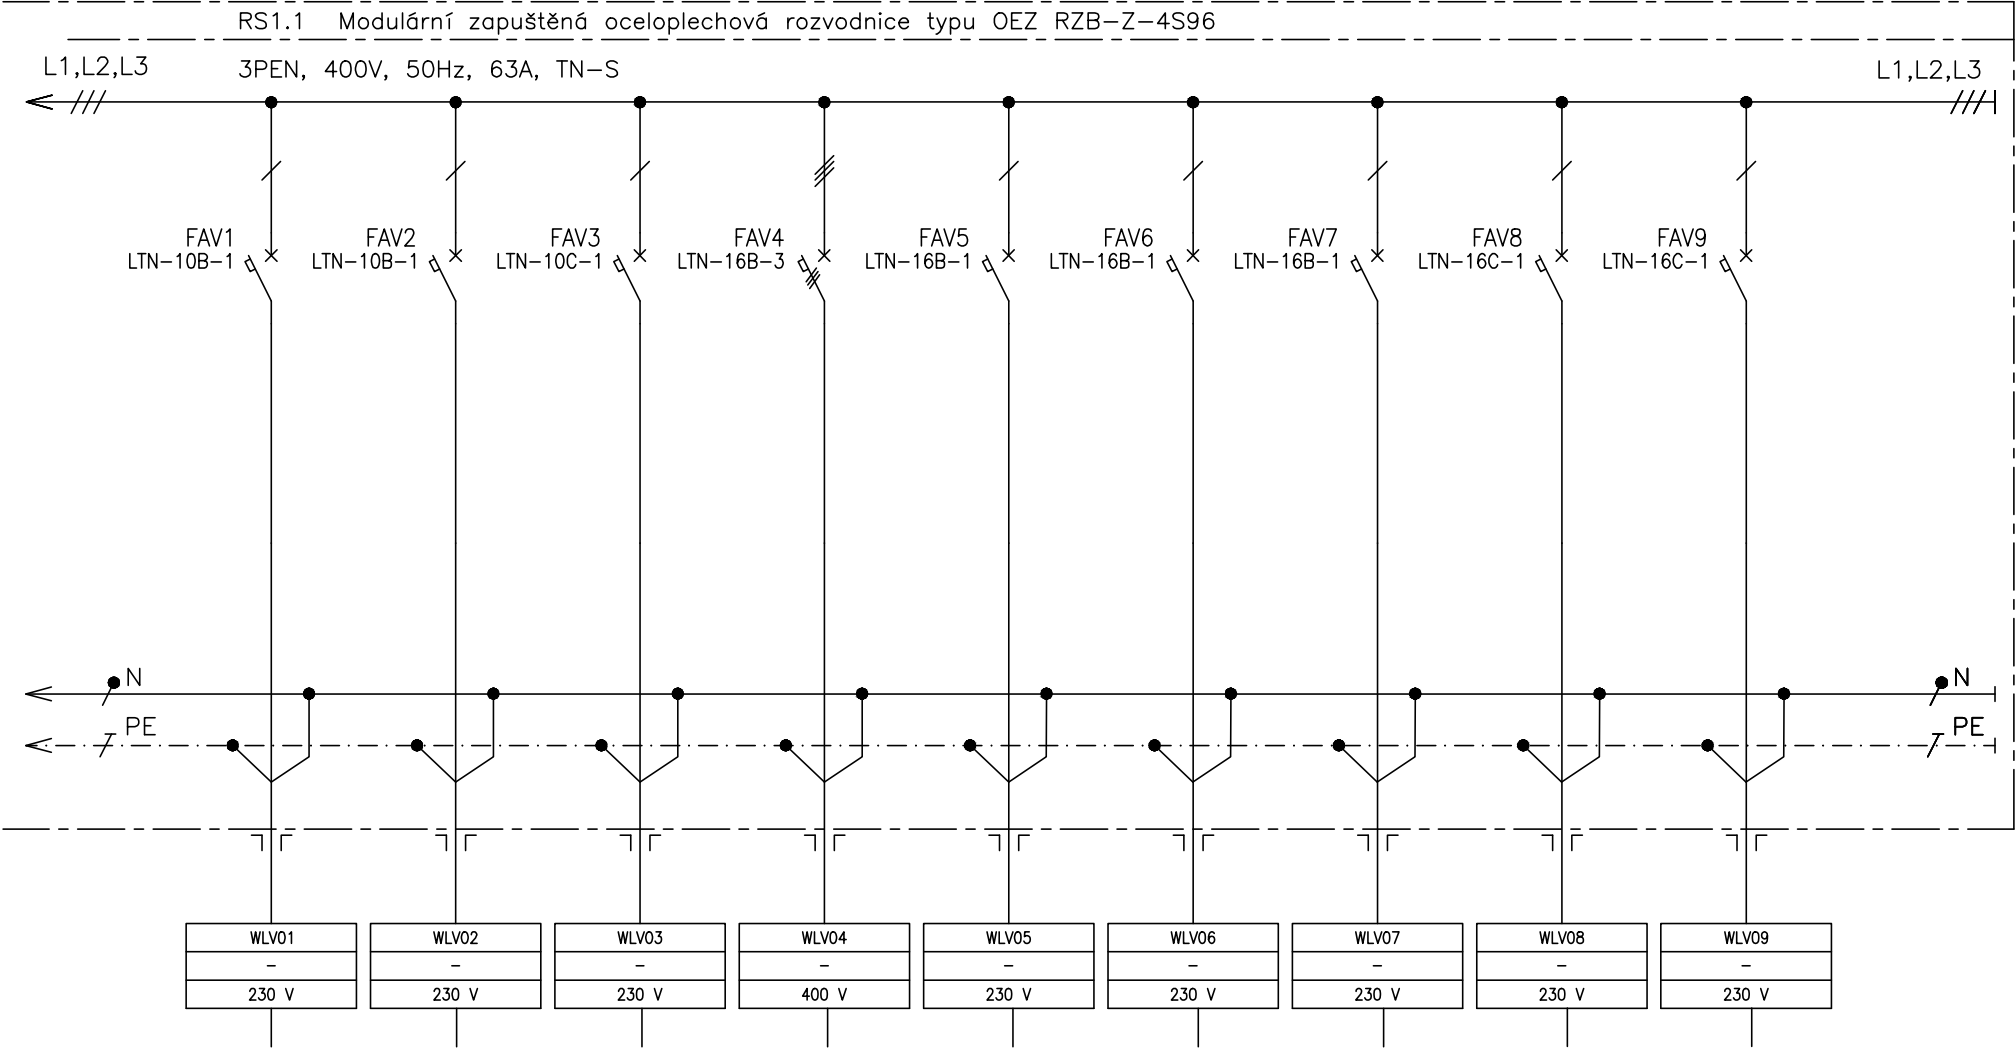 RS1.1 Modulární zapuštěná oceloplechová rozvodnice typu OEZ RZB-Z-4S96
L1,L2,L3 3PEN, 400V, 50Hz, 63A, TN-S L1,L2,L3
FAV1 FAV2 FAV3 FAV4 FAV5 FAV6 FAV7 FAV8 FAV9
LTN-10B-1 LTN-10B-1 LTN-10C-1 LTN-16B-3 LTN-16B-1 LTN-16B-1 LTN-16B-1 LTN-16C-1 LTN-16C-1
N N
PE PE
WLV01 WLV02 WLV03 WLV04 WLV05 WLV06 WLV07 WLV08 WLV09
- - - - - - - - -
230 V 230 V 230 V 400 V 230 V 230 V 230 V 230 V 230 V